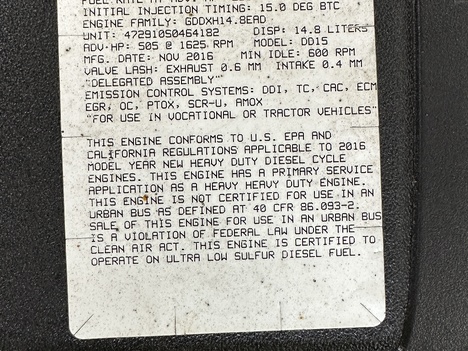 FUEL RATE AT ADV.
INITIAL INJECTION TIMING: 15.0 DEG BTC
ENGINE FAMILY: GDDXH14.8EAD
UNIT: 472910S0464182 DISP: 14.8 LITERS
ADV·HP: 505 @ 1625 RPM MODEL: DD15
MFG. DATE: NOV 2016 MIN IDLE: 600 RPM
VALVE LASH: EXHAUST 0.6 MM INTAKE 0.4 MM
"DELEGATED ASSEMBLY"
EMISSION CONTROL SYSTEMS: DDI, TC, CAC, ECM
EGR, OC, PTOX, SCR-U, AMOX
"FOR USE IN VOCATIONAL OR TRACTOR VEHICLES"
THIS ENGINE CONFORMS TO U.S. EPA AND
CALIFORNIA REGULATIONS APPLICABLE TO 2016
MODEL YEAR NEW HEAVY DUTY DIESEL CYCLE
ENGINES. THIS ENGINE HAS A PRIMARY SERVICE
APPLICATION AS A HEAVY HEAVY DUTY ENGINE.
THIS ENGINE IS NOT CERTIFIED FOR USE IN AN
URBAN BUS AS DEFINED AT 40 CFR 86.093-2.
SALE OF THIS ENGINE FOR USE IN AN URBAN BUS
IS A VIOLATION OF FEDERAL LAW UNDER THE
CLEAN AIR ACT. THIS ENGINE IS CERTIFIED TO
OPERATE ON ULTRA LOW SULFUR DIESEL FUEL.